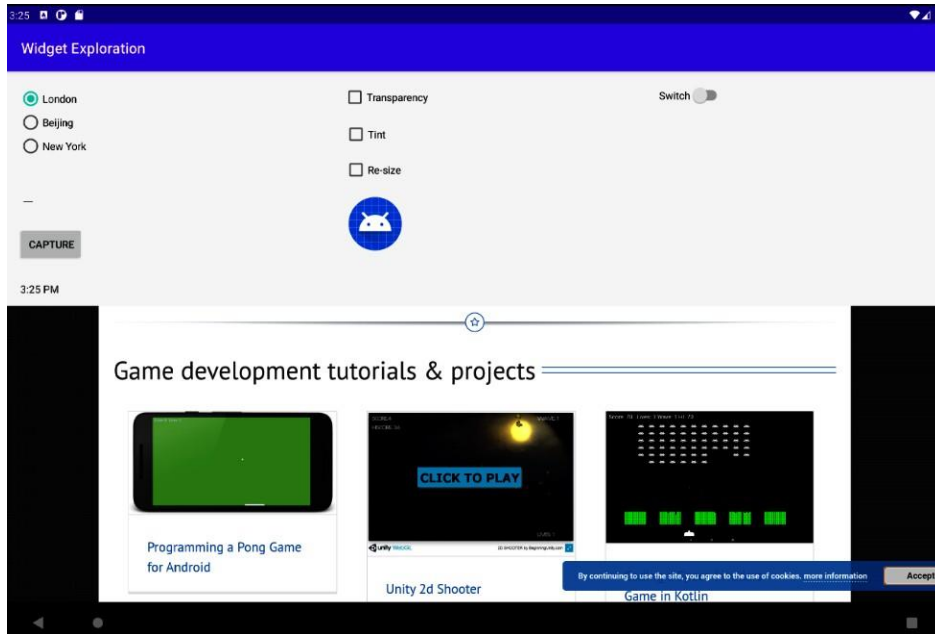 3:25
Widget Exploration
London
Beijing
New York
Transparency
Tint
Re-size
Switch
CAPTURE
3:25 PM
Game development tutorials & projects
CLICK TO PLAY
Programming a Pong Game
for Android
unity
Unity 2d Shooter
By continuing to use the site, you agree to the use of cookies. more information
Accept
Game in Kotlin